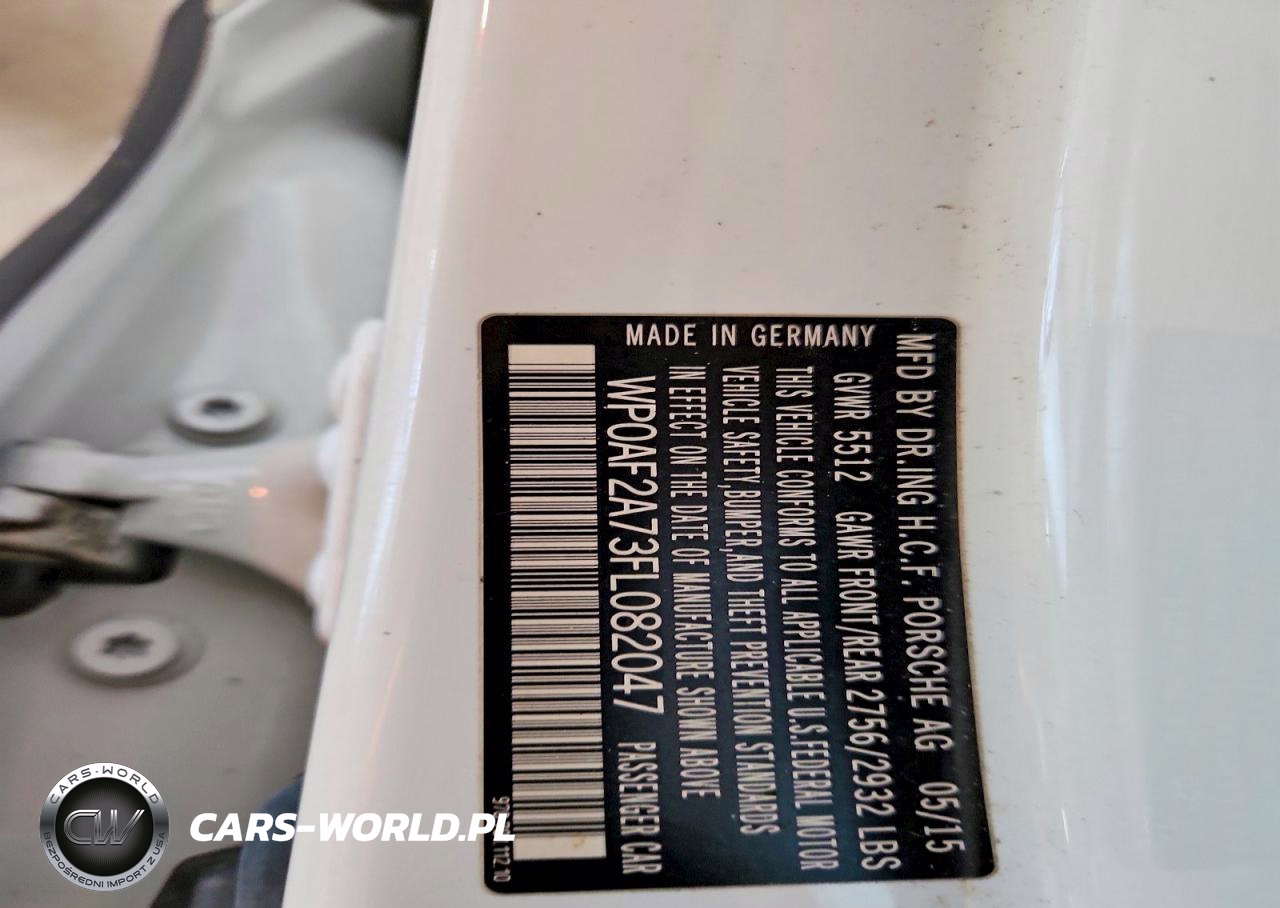 MFD BY DR.ING H.C.F. PORSCHE AG 05/15
GVWR 5512 GAWR FRONT/REAR 2756/2932 LBS
THIS VEHICLE CONFORMS TO ALL APPLICABLE U.S.FEDERAL MOTOR
VEHICLE SAFETY,BUMPER,AND THEFT PREVENTION STANDARDS
IN EFFECT ON THE DATE OF MANUFACTURE SHOWN ABOVE
WP0AF2A73FL082047 PASSENGER CAR
MADE IN GERMANY
CARS-WORLD
CW
BEZPOŚREDNI IMPORT Z USA
CARS-WORLD.PL